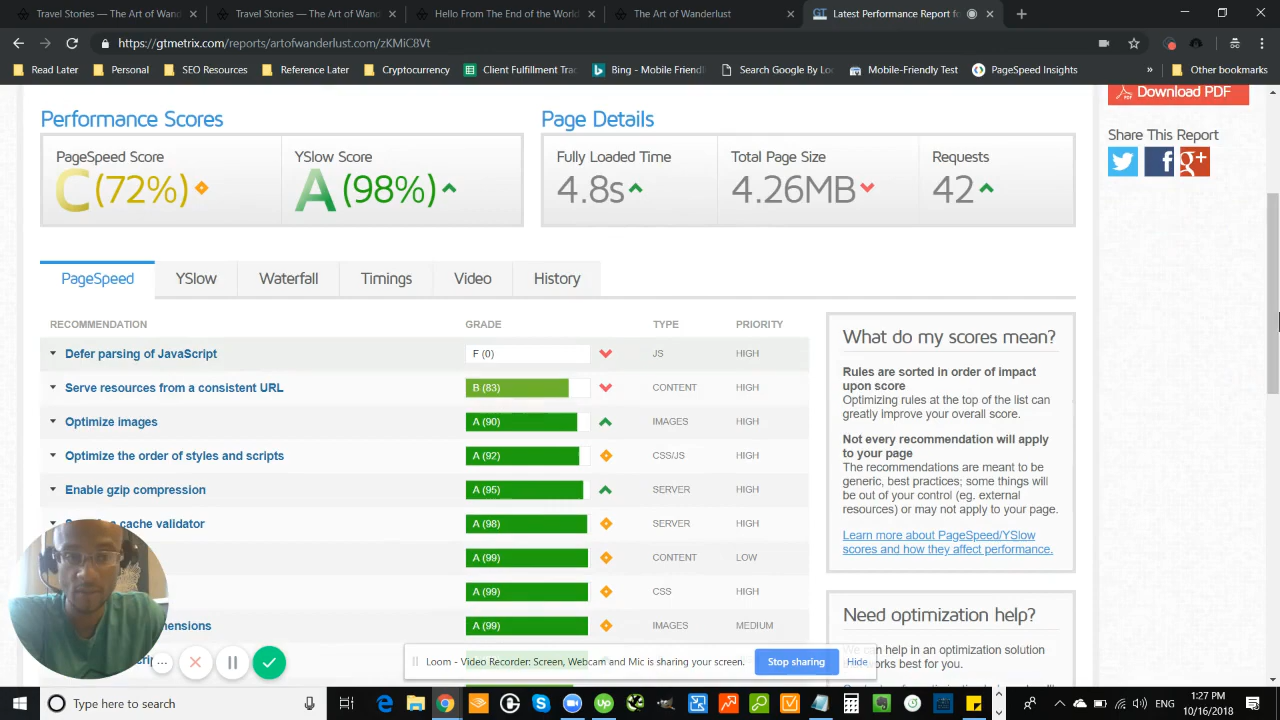 Travel Stories — The Art of Wand
Travel Stories — The Art of Wand
Hello From The End of the World
The Art of Wanderlust
GT
Latest Performance Report for
https://gtmetrix.com/reports/artofwanderlust.com/zKMiC8Vt
Read Later
Personal
SEO Resources
Reference Later
Cryptocurrency
Client Fulfillment Trac
Bing - Mobile Friendl
Search Google By Loc
Mobile-Friendly Test
PageSpeed Insights
»
Other bookmarks
Download PDF
Performance Scores
Page Details
Share This Report
PageSpeed Score
YSlow Score
Fully Loaded Time
Total Page Size
Requests
C (72%)
A (98%)
4.8s
4.26MB
42
PageSpeed
YSlow
Waterfall
Timings
Video
History
RECOMMENDATION
GRADE
TYPE
PRIORITY
Defer parsing of JavaScript
F (0)
JS
HIGH
Serve resources from a consistent URL
B (83)
CONTENT
HIGH
Optimize images
A (90)
IMAGES
HIGH
Optimize the order of styles and scripts
A (92)
CSS/JS
HIGH
Enable gzip compression
A (95)
SERVER
HIGH
cache validator
A (98)
SERVER
HIGH
A (99)
CONTENT
LOW
A (99)
CSS
HIGH
A (99)
IMAGES
MEDIUM
What do my scores mean?
Rules are sorted in order of impact
upon score
Optimizing rules at the top of the list can
greatly improve your overall score.
Not every recommendation will apply
to your page
The recommendations are meant to be
generic, best practices; some things will
be out of your control (eg. external
resources) or may not apply to your page.
Learn more about PageSpeed/YSlow
scores and how they affect performance.
Need optimization help?
We can help in an optimization solution
works best for you.
Loom - Video Recorder: Screen, Webcam and Mic is sharing your screen.
Stop sharing
Hide
Type here to search
ENG
1:27 PM
10/16/2018